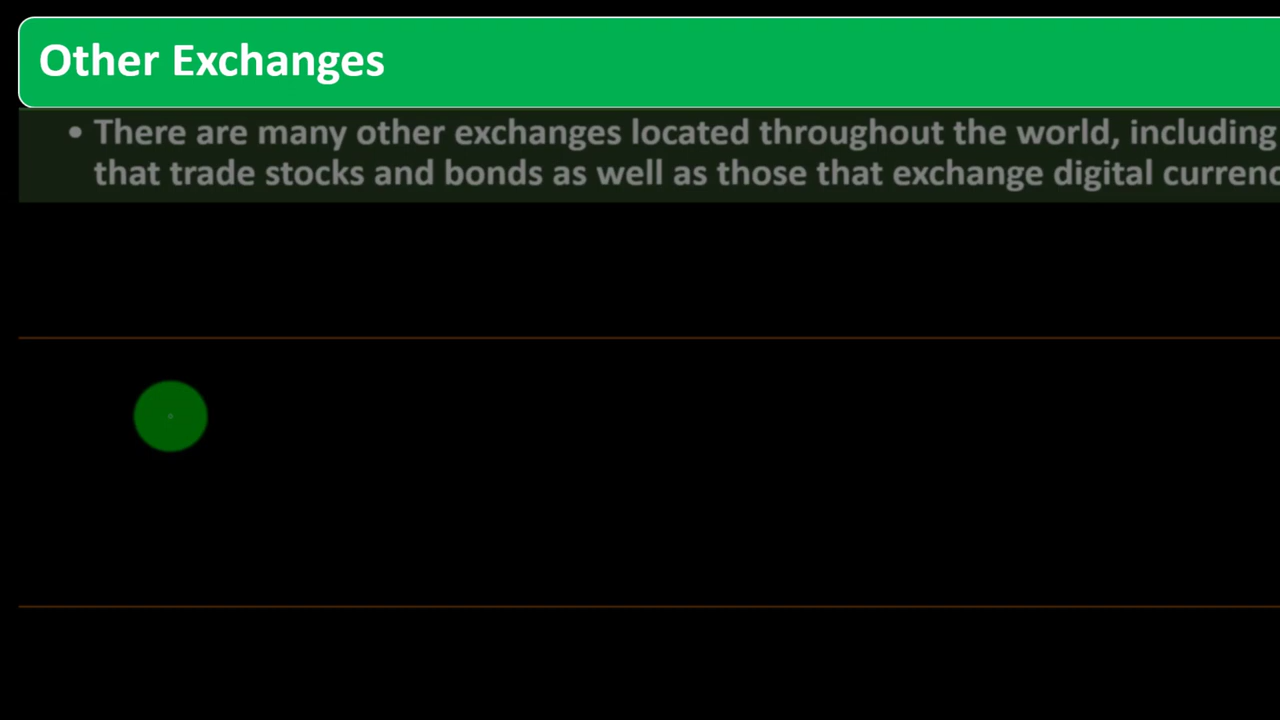 Other Exchanges
• There are many other exchanges located throughout the world, including
that trade stocks and bonds as well as those that exchange digital